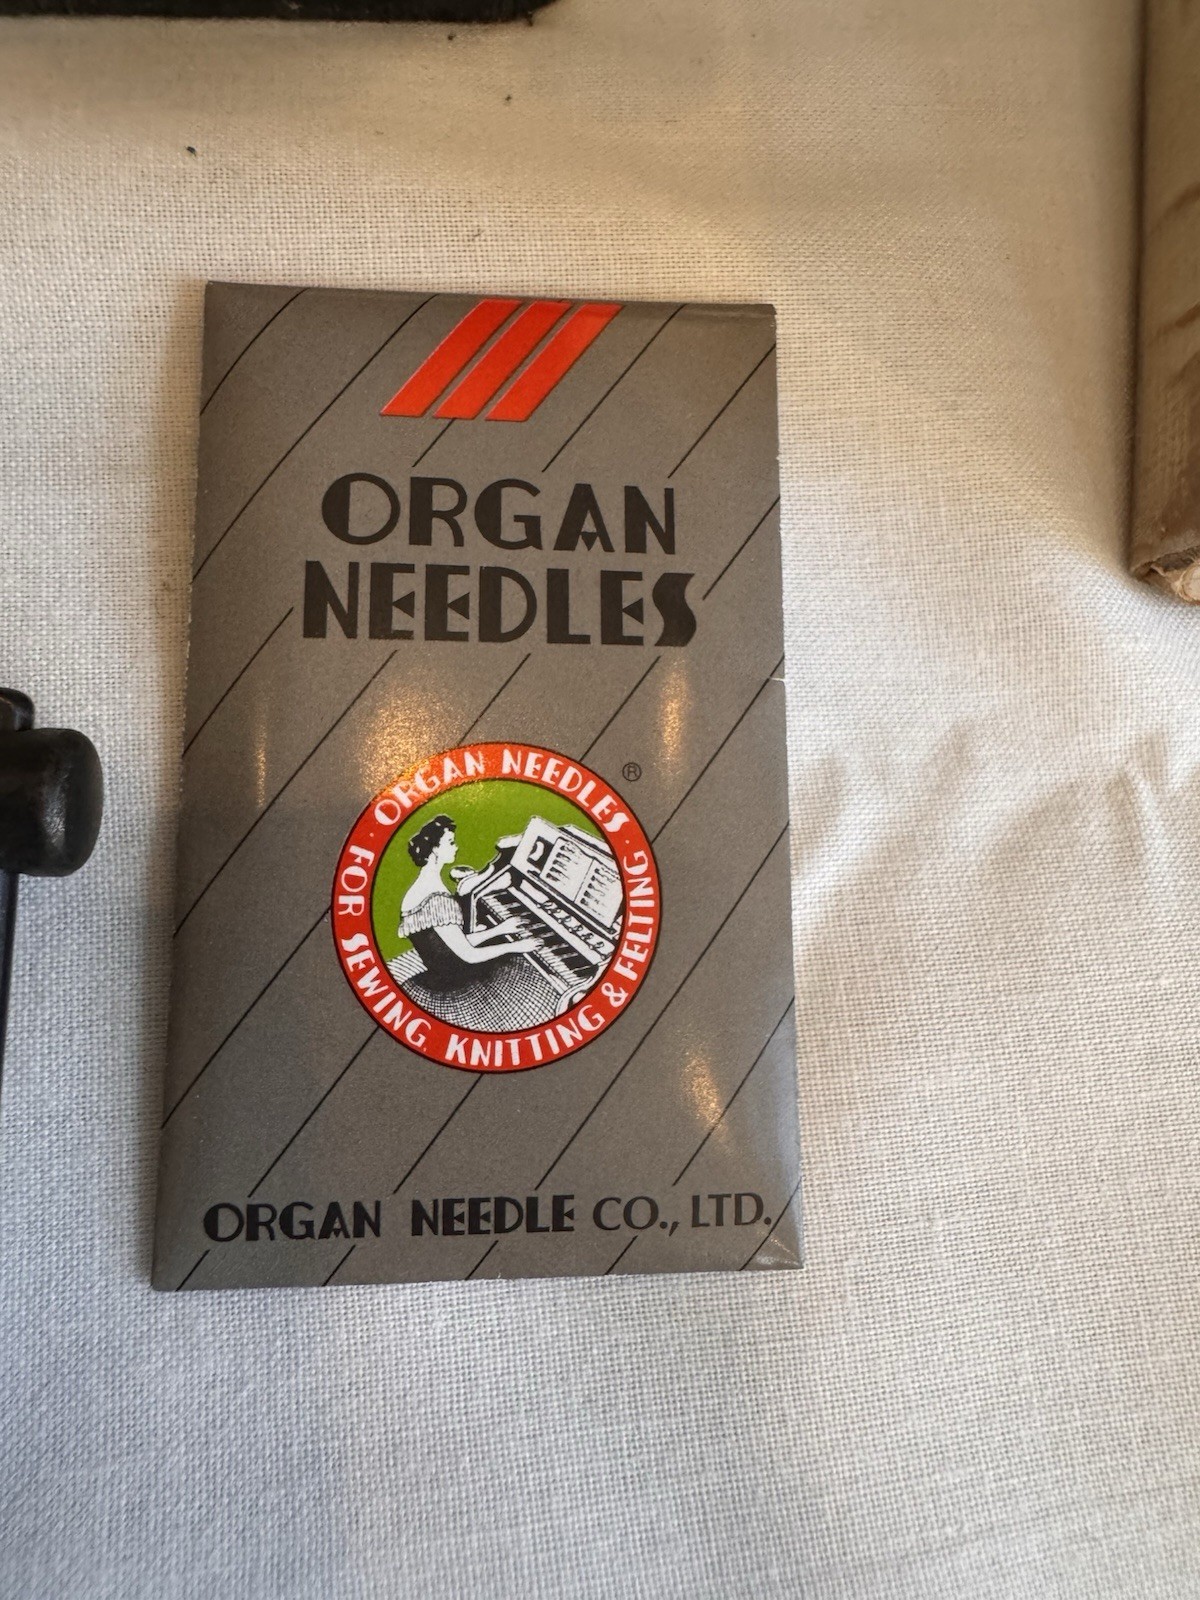 ORGAN
NEEDLES
®
ORGAN NEEDLES ·
FOR SEWING, KNITTING & FELTING ·
ORGAN NEEDLE CO., LTD.